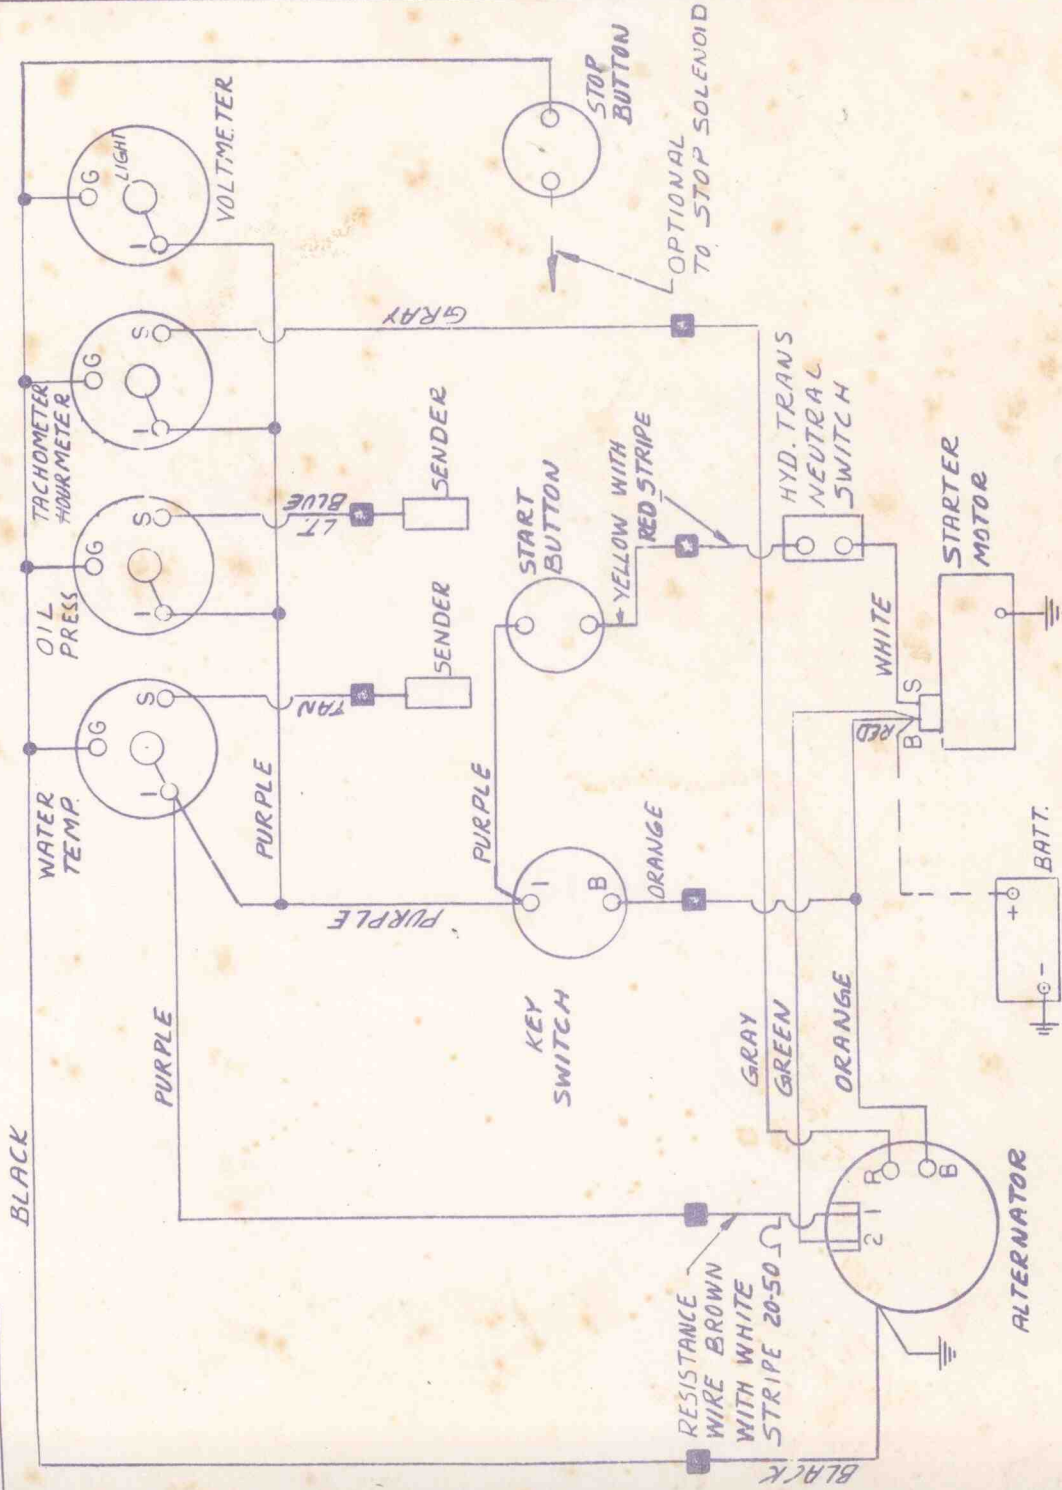 BLACK
WATER
TEMP.
G
S
I
OIL
PRESS
G
S
I
TACHOMETER
HOURMETER
G
S
I
VOLTMETER
G
LIGHT
I
PURPLE
PURPLE
PURPLE
TAN
SENDER
LT.
BLUE
SENDER
GRAY
KEY
SWITCH
I
B
PURPLE
START
BUTTON
STOP
BUTTON
OPTIONAL
TO STOP SOLENOID
ORANGE
YELLOW WITH
RED STRIPE
HYD. TRANS
NEUTRAL
SWITCH
BLACK
RESISTANCE
WIRE BROWN
WITH WHITE
STRIPE 20-50 Ω
GRAY
GREEN
ORANGE
WHITE
RED
B
S
STARTER
MOTOR
2
1
R
B
ALTERNATOR
-
+
BATT.